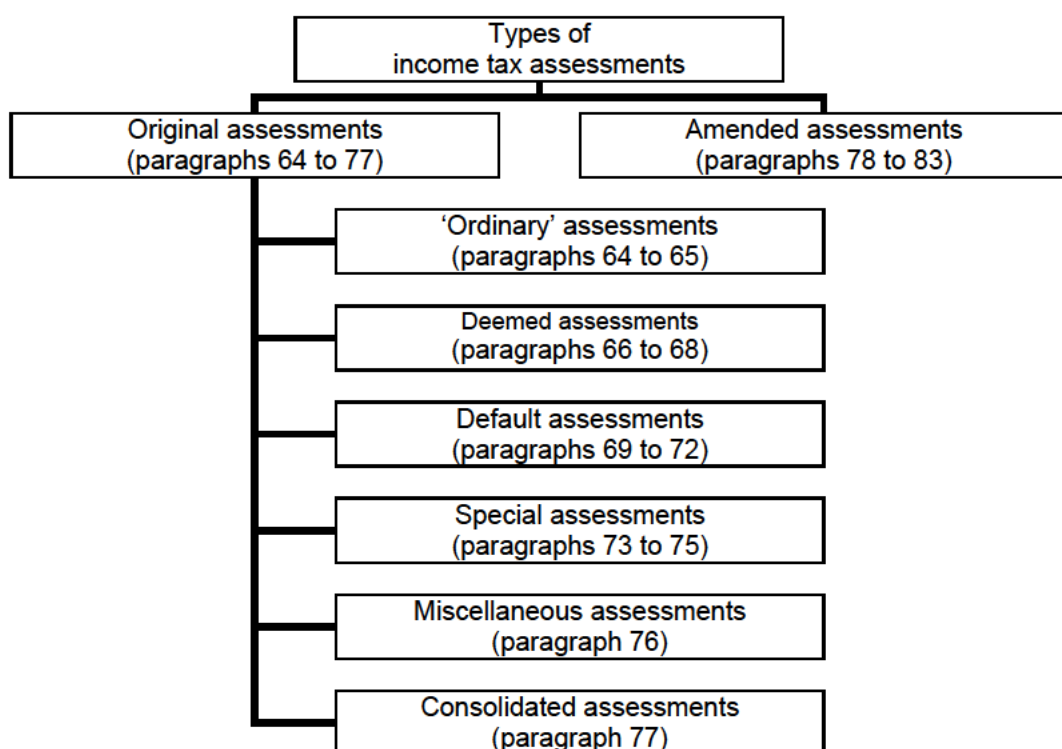 Types of
income tax assessments
Original assessments
(paragraphs 64 to 77)
Amended assessments
(paragraphs 78 to 83)
‘Ordinary’ assessments
(paragraphs 64 to 65)
Deemed assessments
(paragraphs 66 to 68)
Default assessments
(paragraphs 69 to 72)
Special assessments
(paragraphs 73 to 75)
Miscellaneous assessments
(paragraph 76)
Consolidated assessments
(paragraph 77)